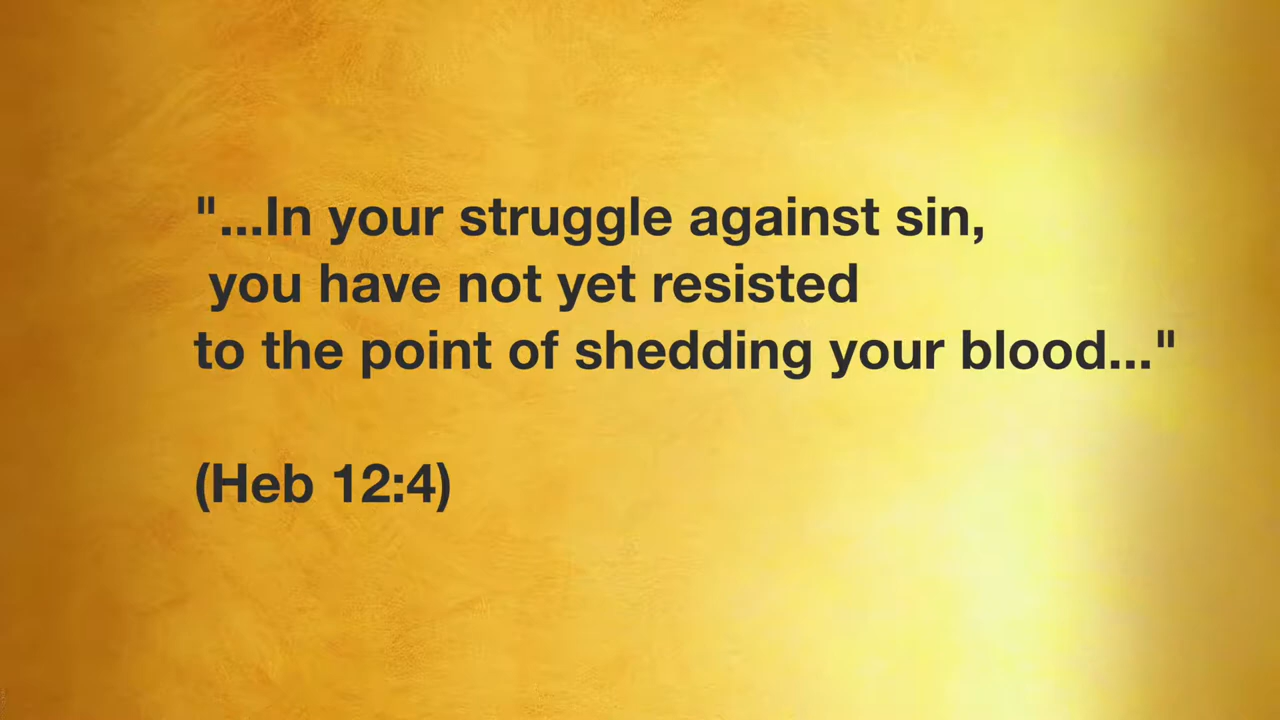 "...In your struggle against sin,
you have not yet resisted
to the point of shedding your blood..."
(Heb 12:4)